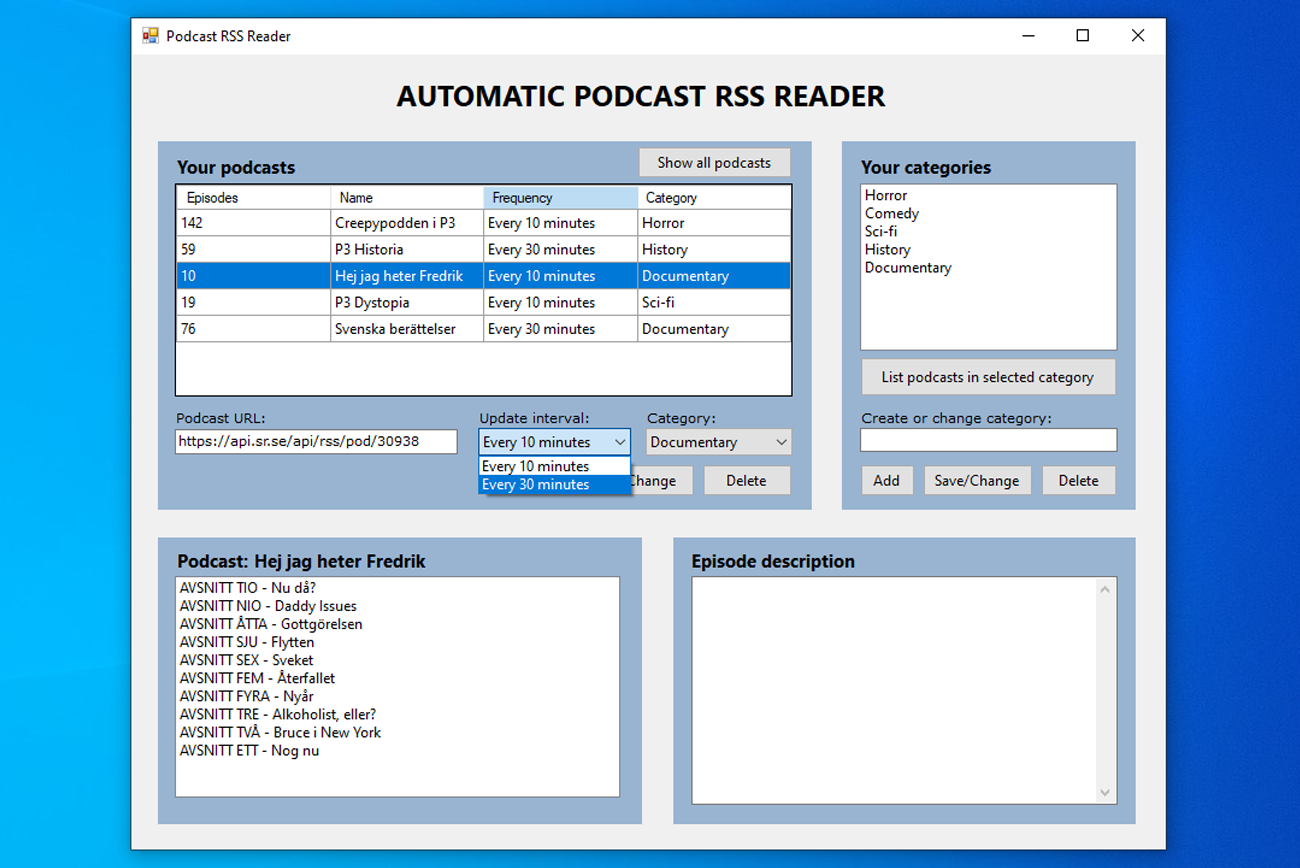 Podcast RSS Reader
AUTOMATIC PODCAST RSS READER
Your podcasts
Show all podcasts
Episodes Name Frequency Category
142 Creepypodden i P3 Every 10 minutes Horror
59 P3 Historia Every 30 minutes History
10 Hej jag heter Fredrik Every 10 minutes Documentary
19 P3 Dystopia Every 10 minutes Sci-fi
76 Svenska berättelser Every 30 minutes Documentary
Podcast URL: Update interval: Category:
https://api.sr.se/api/rss/pod/30938 Every 10 minutes Documentary
Every 10 minutes
Every 30 minutes
Change Delete
Your categories
Horror
Comedy
Sci-fi
History
Documentary
List podcasts in selected category
Create or change category:
Add Save/Change Delete
Podcast: Hej jag heter Fredrik
AVSNITT TIO - Nu då?
AVSNITT NIO - Daddy Issues
AVSNITT ÅTTA - Gottgörelsen
AVSNITT SJU - Flytten
AVSNITT SEX - Sveket
AVSNITT FEM - Återfallet
AVSNITT FYRA - Nyår
AVSNITT TRE - Alkoholist, eller?
AVSNITT TVÅ - Bruce i New York
AVSNITT ETT - Nog nu
Episode description